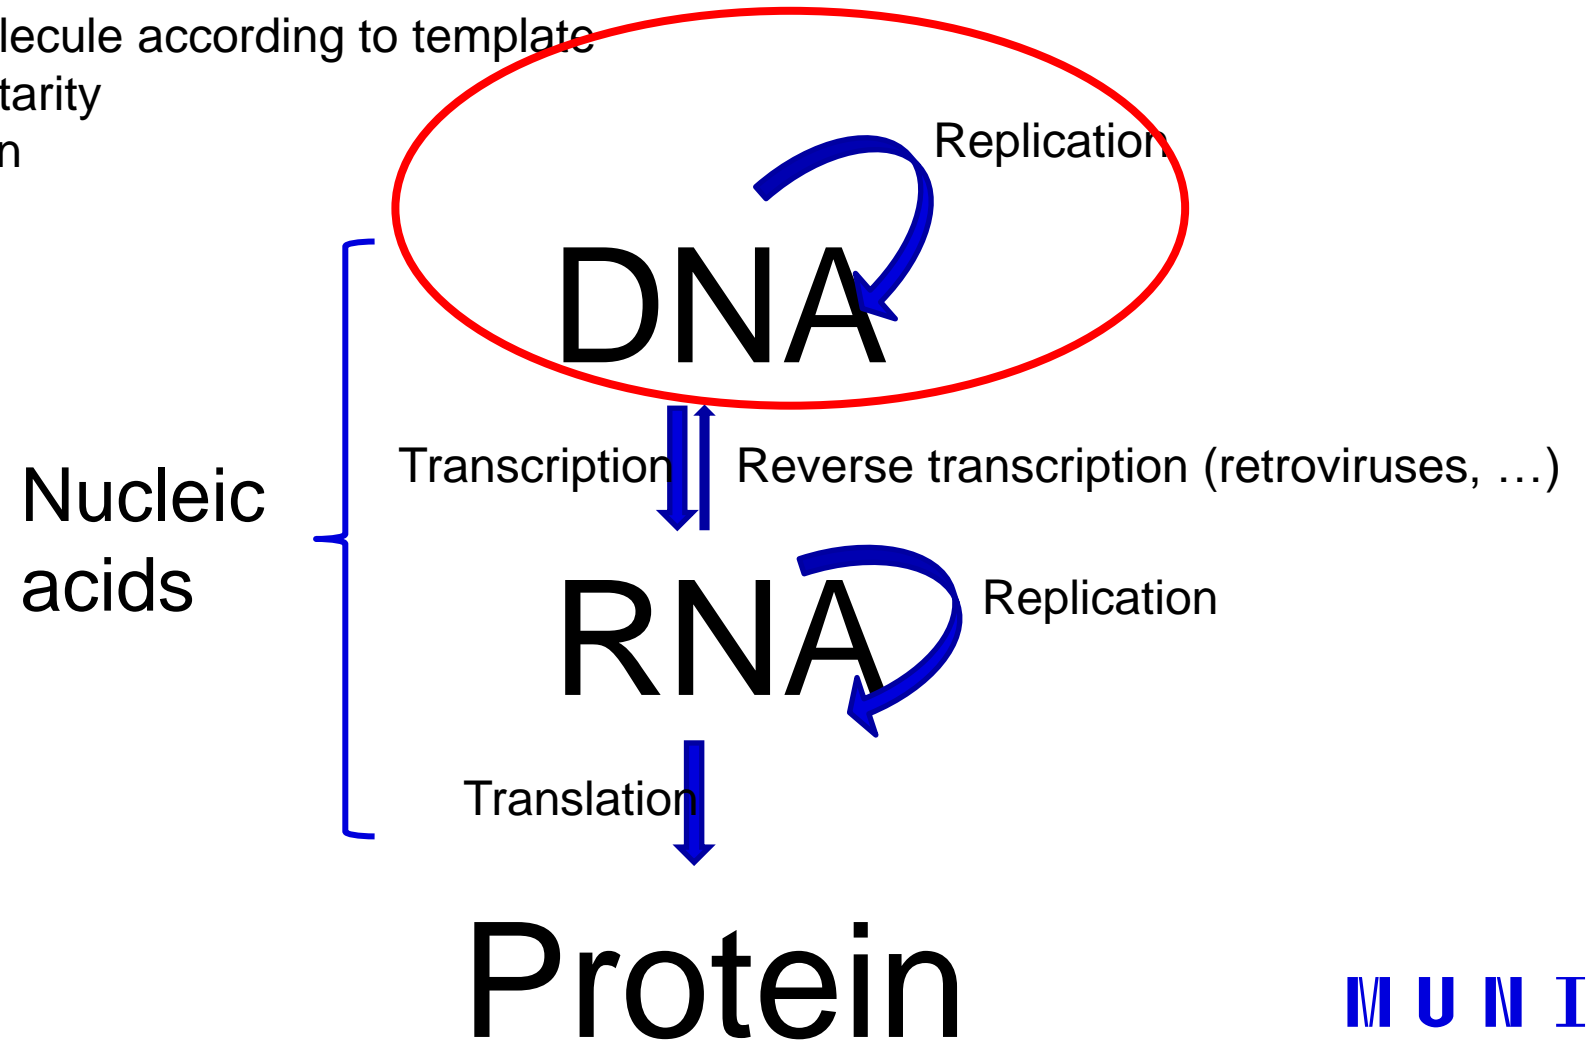 lecule according to template
tarity
n
Replication
DNA
Transcription
Reverse transcription (retroviruses, …)
Nucleic
acids
RNA
Replication
Translation
Protein
MUNI